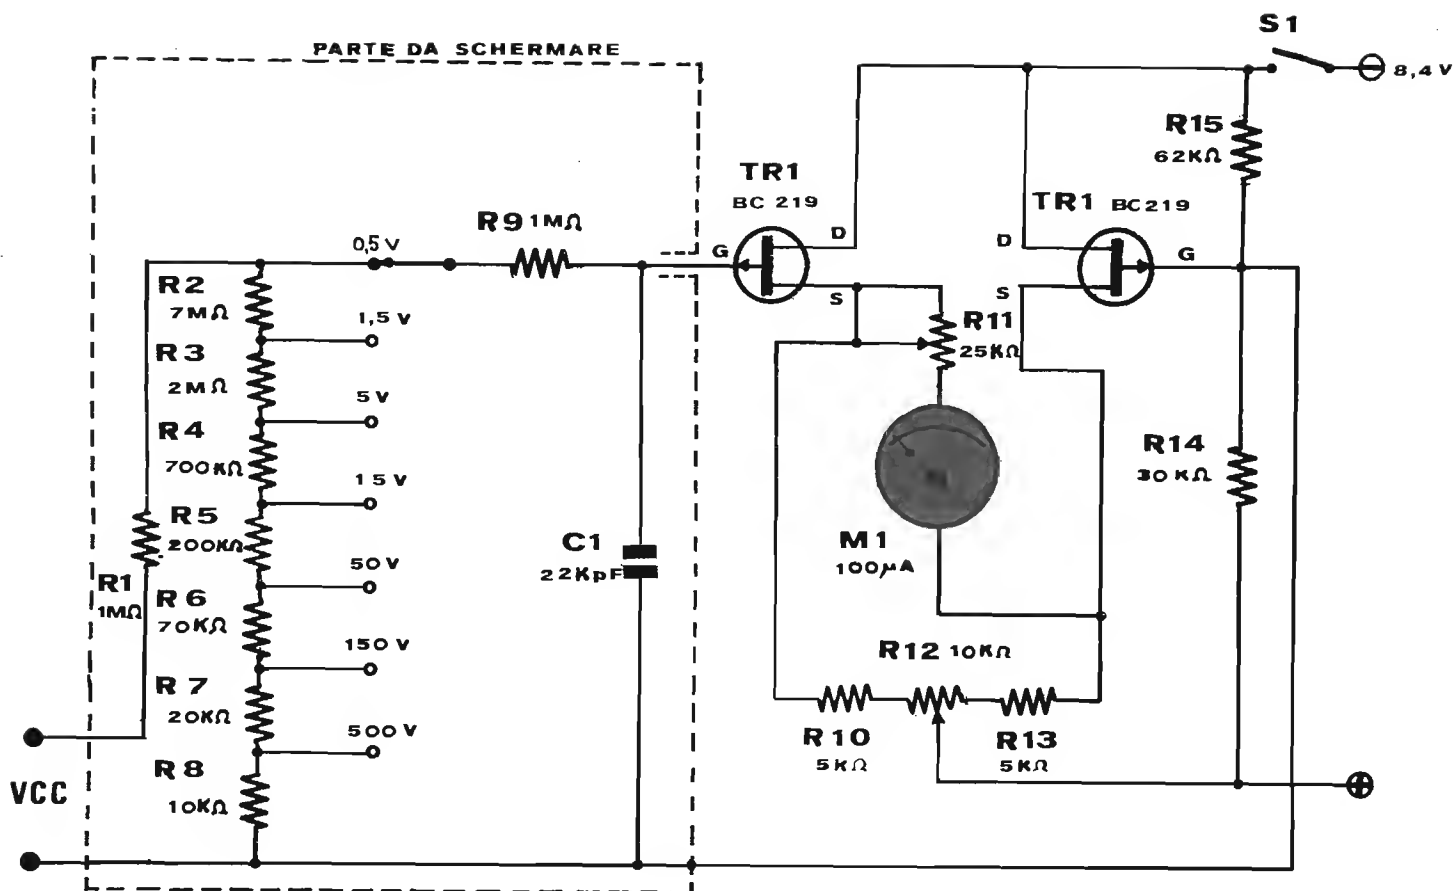 S1
PARTE DA SCHERMARE
8,4 V
R15
62KΩ
TR1
BC 219
TR1 BC219
R9 1MΩ
D
D
0,5 V
G
G
R2
7MΩ
S
S
1,5 V
R11
25KΩ
R3
2MΩ
5 V
R4
700KΩ
R14
30KΩ
15 V
R5
200KΩ
C1
22KpF
M1
100μA
50 V
R1
1MΩ
R6
70KΩ
150 V
R12 10KΩ
R7
20KΩ
500 V
R10
5KΩ
R13
5KΩ
R8
10KΩ
VCC